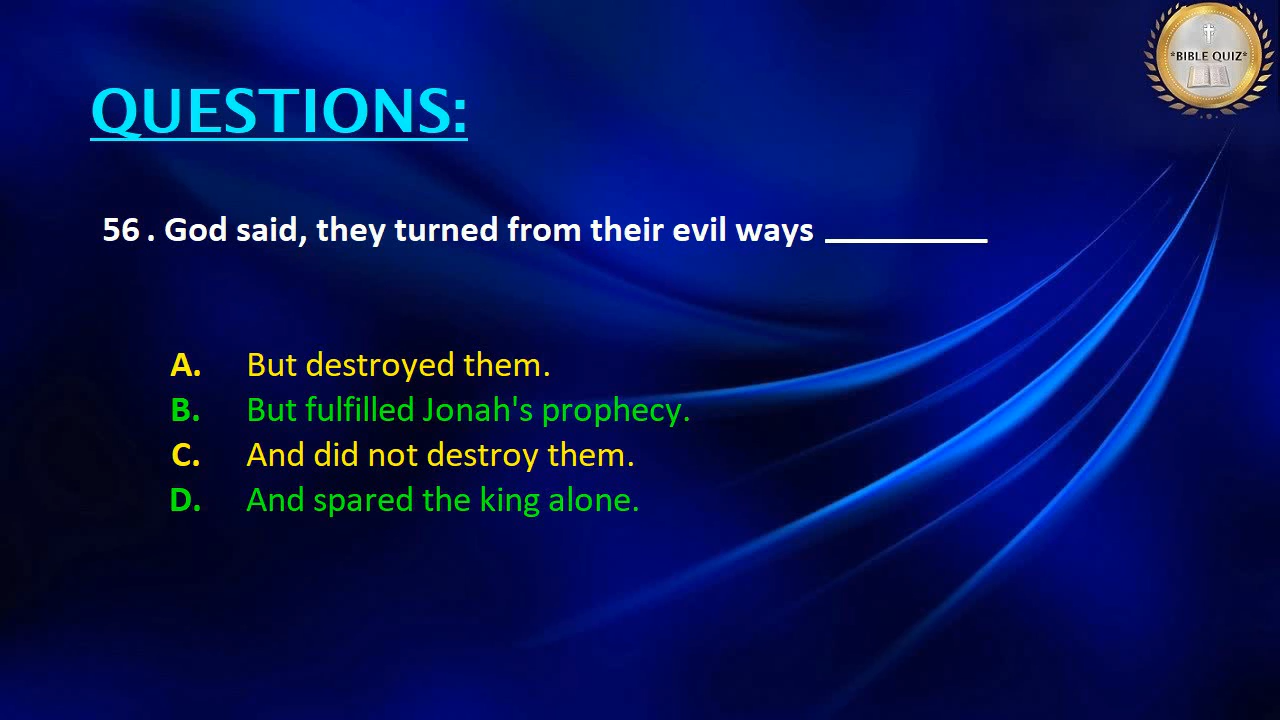 *BIBLE QUIZ*
QUESTIONS:
56 . God said, they turned from their evil ways __________
A. But destroyed them.
B. But fulfilled Jonah's prophecy.
C. And did not destroy them.
D. And spared the king alone.